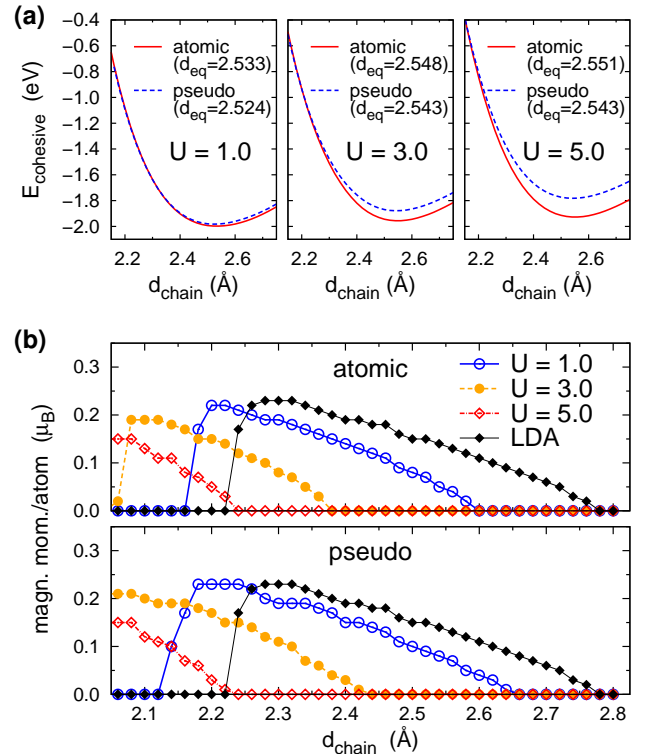 (a)
−0.4
−0.6
−0.8
−1.0
−1.2
−1.4
−1.6
−1.8
−2.0
E_cohesive (eV)
atomic
(d_eq=2.533)
pseudo
(d_eq=2.524)
U = 1.0
2.2 2.4 2.6
d_chain (Å)
atomic
(d_eq=2.548)
pseudo
(d_eq=2.543)
U = 3.0
2.2 2.4 2.6
d_chain (Å)
atomic
(d_eq=2.551)
pseudo
(d_eq=2.543)
U = 5.0
2.2 2.4 2.6
d_chain (Å)
(b)
magn. mom./atom (μ_B)
0.3
0.2
0.1
0.0
atomic
U = 1.0
U = 3.0
U = 5.0
LDA
0.3
0.2
0.1
0.0
pseudo
2.1 2.2 2.3 2.4 2.5 2.6 2.7 2.8
d_chain (Å)